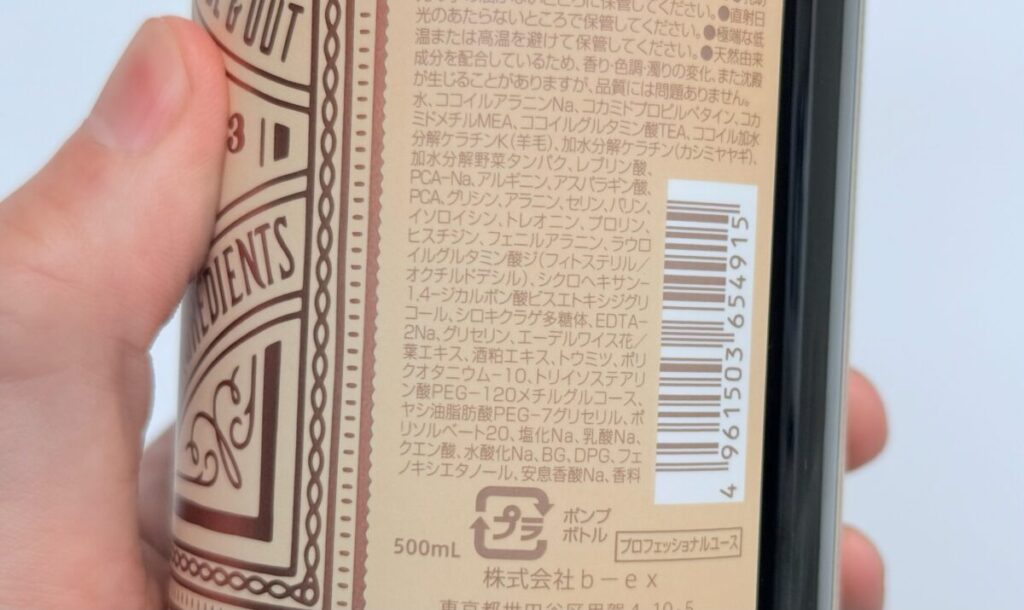 3
してください。●直射日
光のあたらないところで保管してください。●極端な低
温または高温を避けて保管してください。●天然由来
成分を配合しているため、香り・色調・濁りの変化、また沈殿
が生じることがありますが、品質には問題ありません。
水、ココイルアラニンNa、コカミドプロピルベタイン、コカ
ミドメチルMEA、ココイルグルタミン酸TEA、ココイル加水
分解ケラチンK(羊毛)、加水分解ケラチン(カシミヤヤギ)、
加水分解野菜タンパク、レブリン酸、
PCA-Na、アルギニン、アスパラギン酸、
PCA、グリシン、アラニン、セリン、バリン、
イソロイシン、トレオニン、プロリン、
ヒスチジン、フェニルアラニン、ラウロ
イルグルタミン酸ジ(フィトステリル/
オクチルドデシル)、シクロヘキサン-
1,4-ジカルボン酸ビスエトキシジグリ
コール、シロキクラゲ多糖体、EDTA-
2Na、グリセリン、エーデルワイス花/
葉エキス、酒粕エキス、トウミツ、ポリ
クオタニウム-10、トリイソステアリ
ン酸PEG-120メチルグルコース、
ヤシ油脂肪酸PEG-7グリセリル、ポ
リソルベート20、塩化Na、乳酸Na、
クエン酸、水酸化Na、BG、DPG、フェ
ノキシエタノール、安息香酸Na、香料
4 961503 654915
500mL
プラ
ポンプ
ボトル
プロフェッショナルユース
株式会社b-ex
東京都世田谷区用賀4-10-5